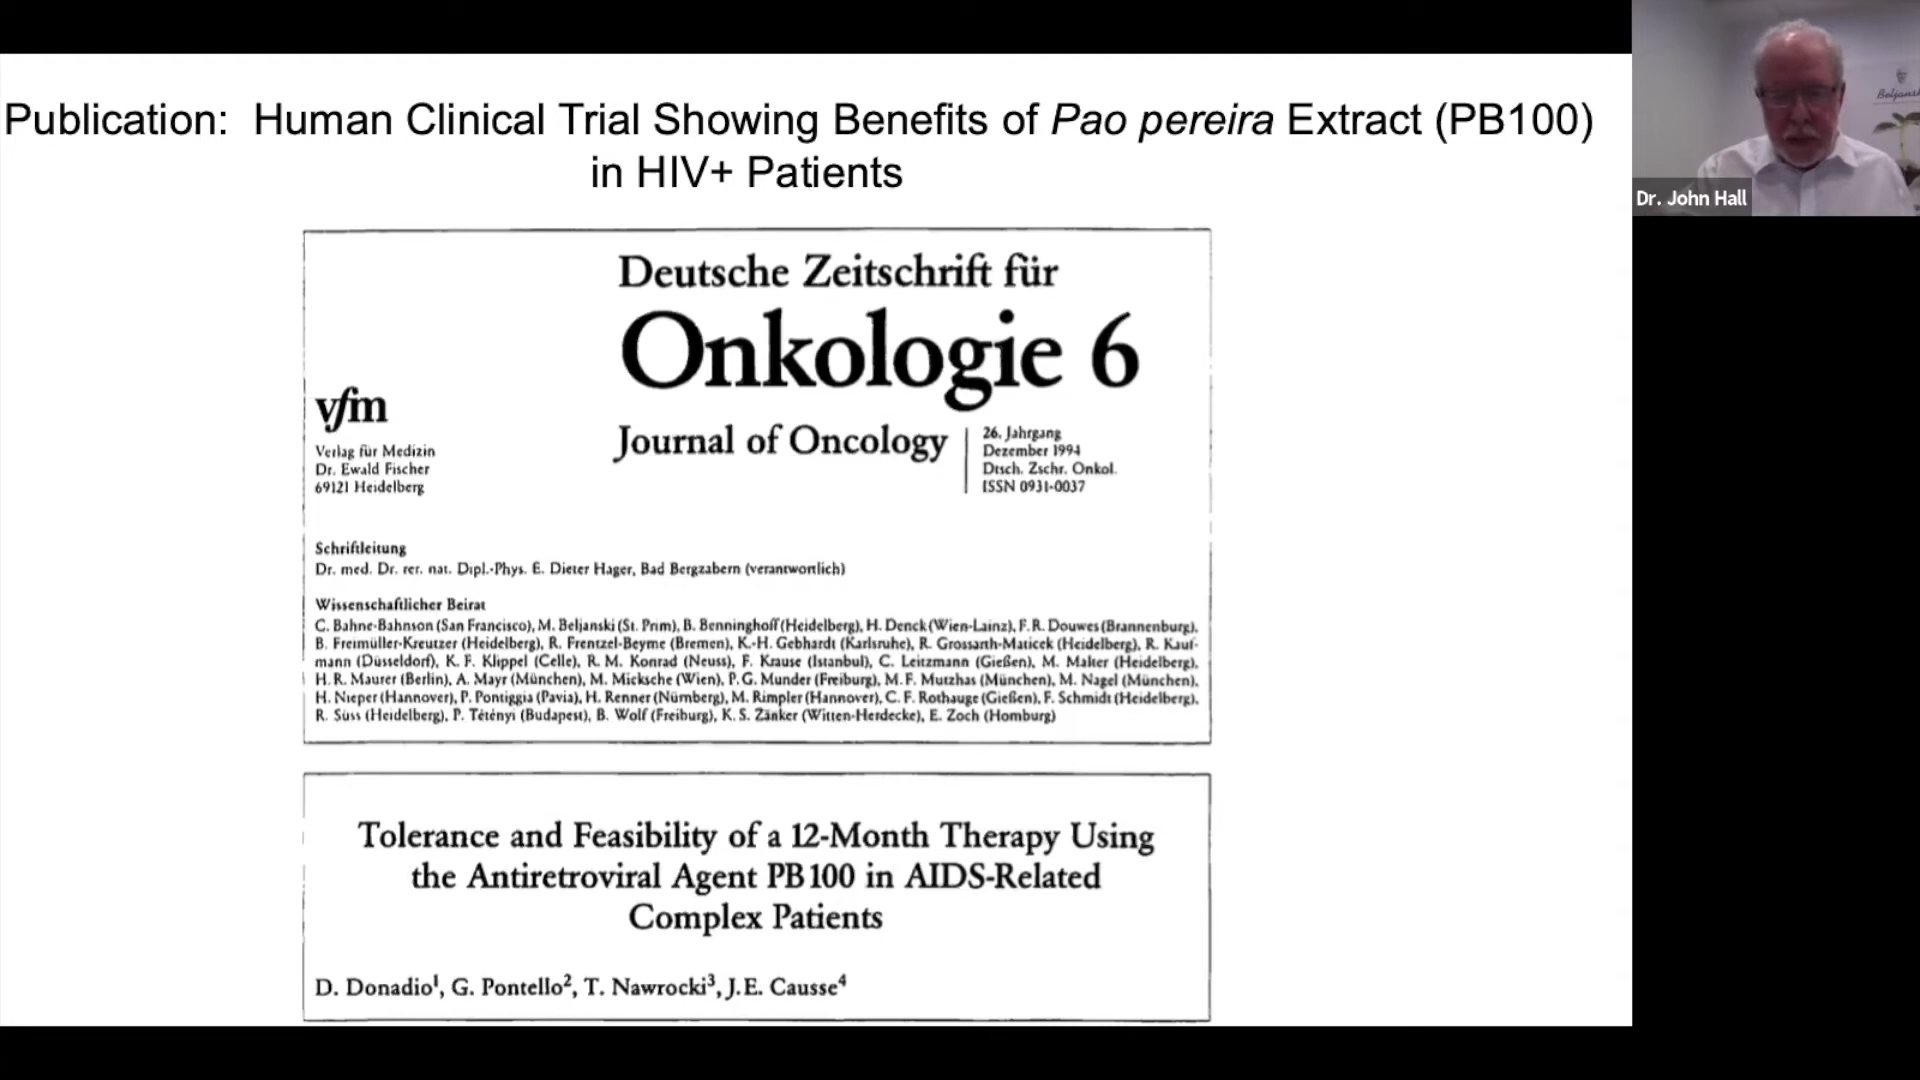 Publication: Human Clinical Trial Showing Benefits of Pao pereira Extract (PB100)
in HIV+ Patients
Dr. John Hall
Deutsche Zeitschrift für
Onkologie 6
Journal of Oncology
26. Jahrgang
Dezember 1994
Dtsch. Zschr. Onkol.
ISSN 0931-0037
vfm
Verlag für Medizin
Dr. Ewald Fischer
69121 Heidelberg
Schriftleitung
Dr. med. Dr. rer. nat. Dipl.-Phys. E. Dieter Hager, Bad Bergzabern (verantwortlich)
Wissenschaftlicher Beirat
C. Bahne-Bahnson (San Francisco), M. Beljanski (St. Prim), B. Benninghoff (Heidelberg), H. Denck (Wien-Lainz), F.R. Douwes (Brannenburg),
B. Freimüller-Kreutzer (Heidelberg), R. Frentzel-Beyme (Bremen), K.-H. Gebhardt (Karlsruhe), R. Grossarth-Maticek (Heidelberg), R. Kauf-
mann (Düsseldorf), K. F. Klippel (Celle), R. M. Konrad (Neuss), F. Krause (Istanbul), C. Leitzmann (Gießen), M. Maker (Heidelberg),
H. R. Maurer (Berlin), A. Mayr (München), M. Micksche (Wien), P. G. Munder (Freiburg), M. F. Mutzhas (München), M. Nagel (München),
H. Nieper (Hannover), P. Pontiggia (Pavia), H. Renner (Nürnberg), M. Rimpler (Hannover), C. F. Rothauge (Gießen), F. Schmidt (Heidelberg),
R. Süss (Heidelberg), P. Tétényi (Budapest), B. Wolf (Freiburg), K. S. Zänker (Witten-Herdecke), E. Zoch (Homburg)
Tolerance and Feasibility of a 12-Month Therapy Using
the Antiretroviral Agent PB 100 in AIDS-Related
Complex Patients
D. Donadio¹, G. Pontello², T. Nawrocki³, J.E. Causse⁴